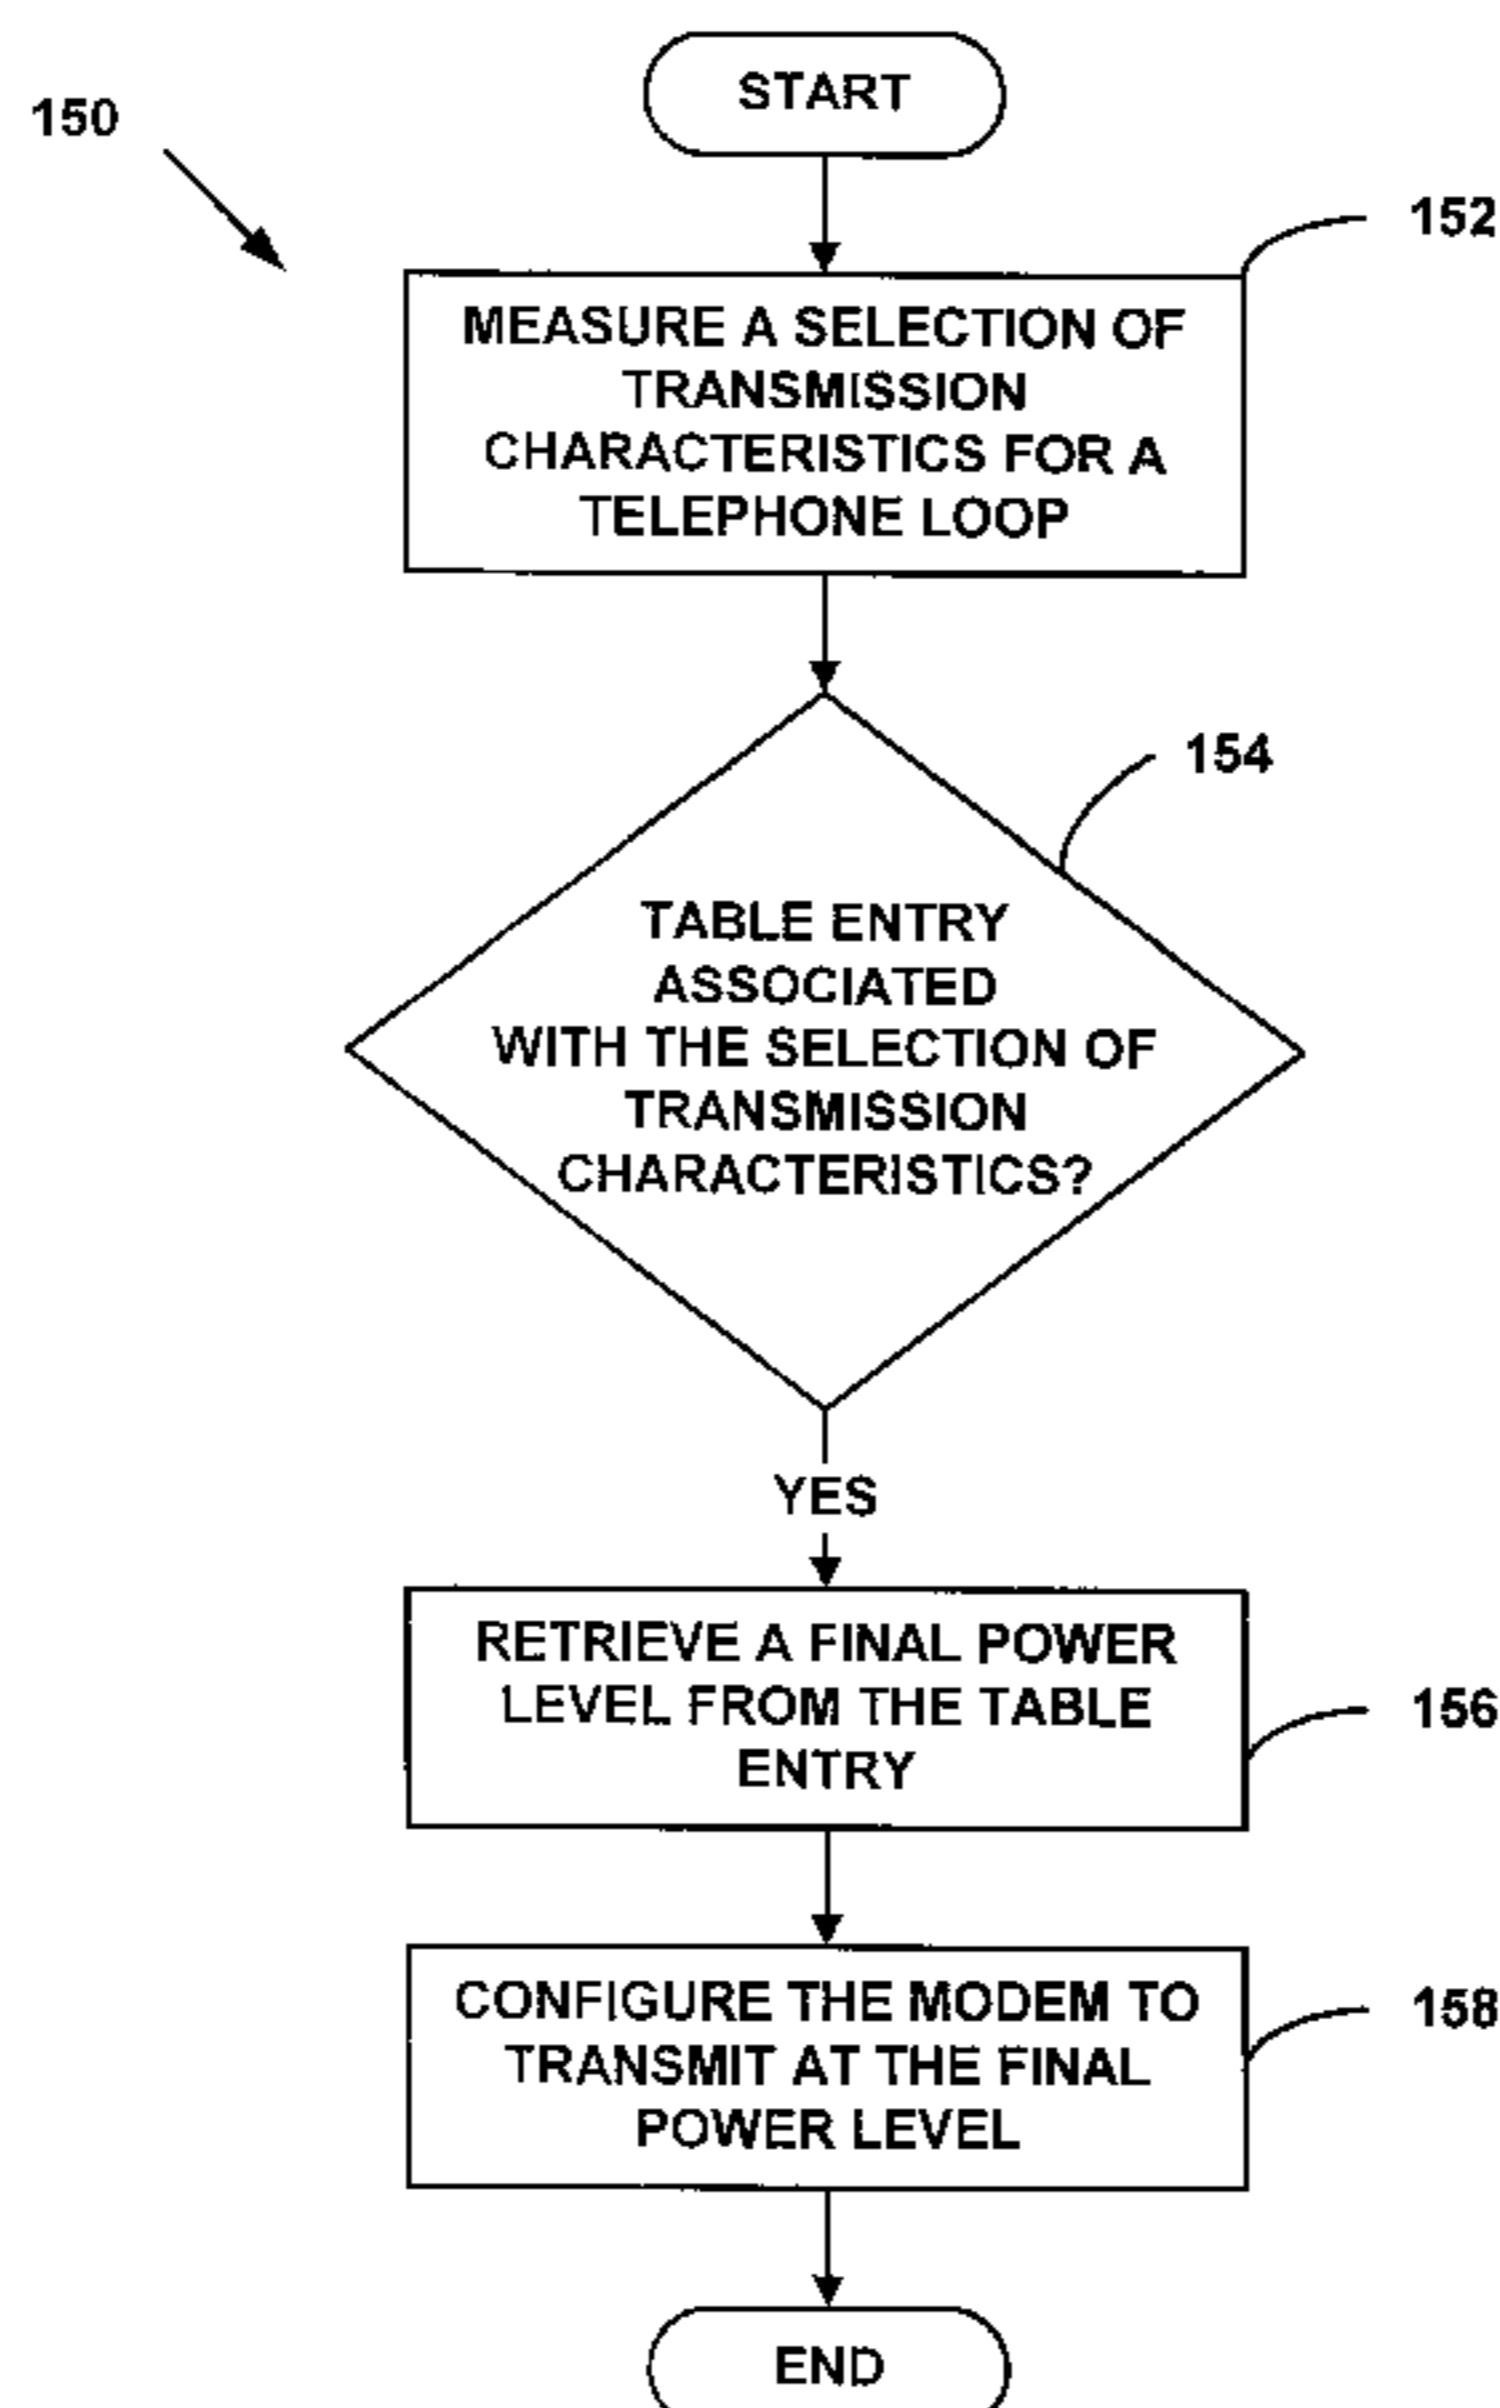 START
150
152
MEASURE A SELECTION OF
TRANSMISSION
CHARACTERISTICS FOR A
TELEPHONE LOOP
154
TABLE ENTRY
ASSOCIATED
WITH THE SELECTION OF
TRANSMISSION
CHARACTERISTICS?
YES
RETRIEVE A FINAL POWER
LEVEL FROM THE TABLE
ENTRY
156
CONFIGURE THE MODEM TO
TRANSMIT AT THE FINAL
POWER LEVEL
158
END